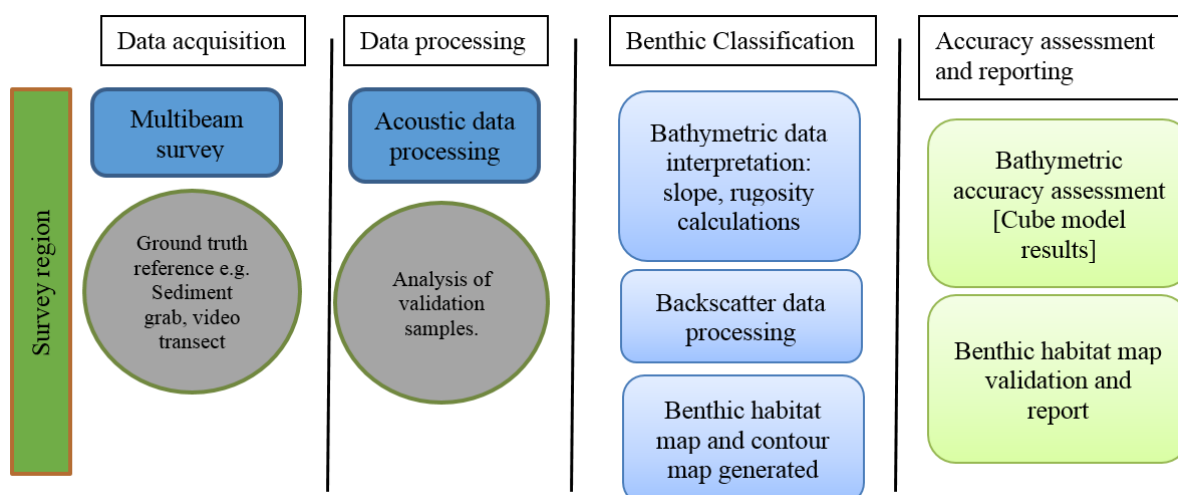 Survey region
Data acquisition
Multibeam
survey
Ground truth
reference e.g.
Sediment
grab, video
transect
Data processing
Acoustic data
processing
Analysis of
validation
samples.
Benthic Classification
Bathymetric data
interpretation:
slope, rugosity
calculations
Backscatter data
processing
Benthic habitat
map and contour
map generated
Accuracy assessment
and reporting
Bathymetric
accuracy assessment
[Cube model
results]
Benthic habitat map
validation and
report